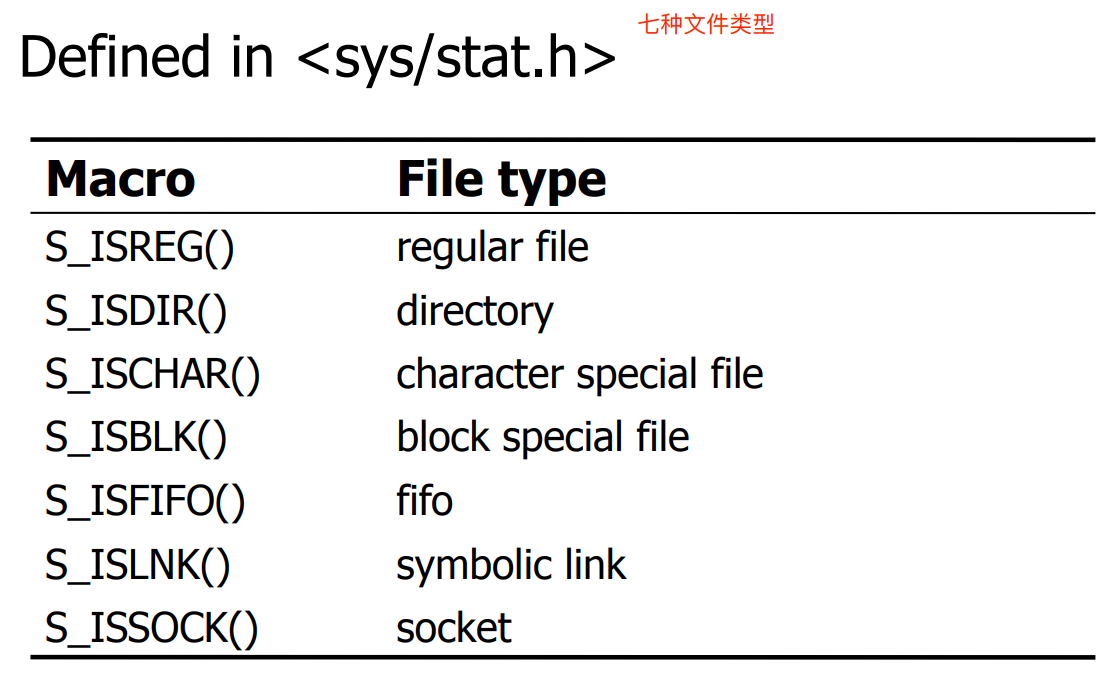 七种文件类型
Defined in <sys/stat.h>
Macro File type
S_ISREG() regular file
S_ISDIR() directory
S_ISCHAR() character special file
S_ISBLK() block special file
S_ISFIFO() fifo
S_ISLNK() symbolic link
S_ISSOCK() socket